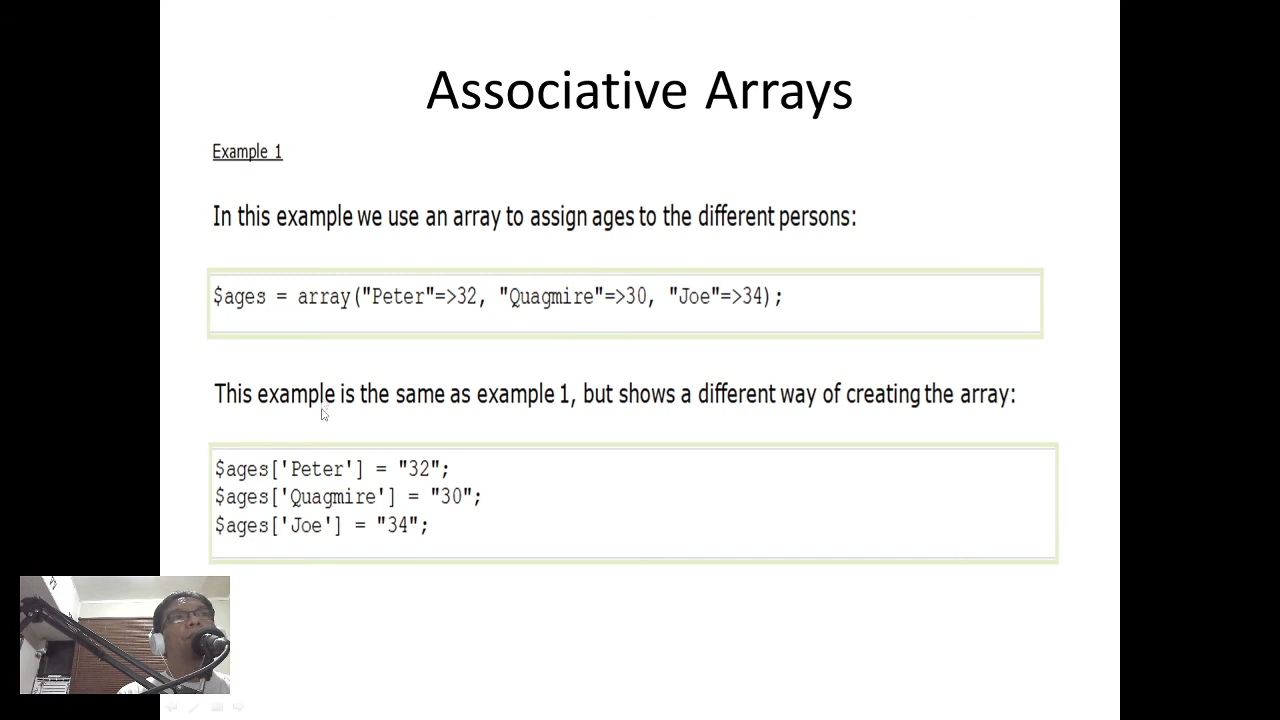 Associative Arrays
Example 1
In this example we use an array to assign ages to the different persons:
$ages = array("Peter"=>32, "Quagmire"=>30, "Joe"=>34);
This example is the same as example 1, but shows a different way of creating the array:
$ages['Peter'] = "32";
$ages['Quagmire'] = "30";
$ages['Joe'] = "34";